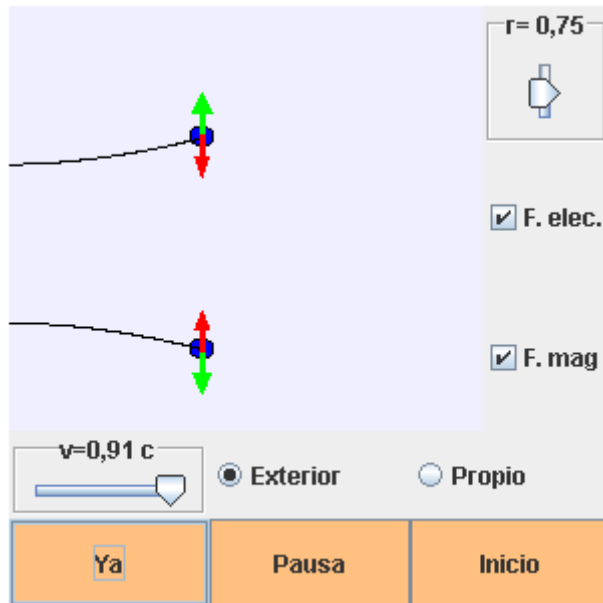 r= 0,75
F. elec.
F. mag
v=0,91 c
Exterior
Propio
Ya
Pausa
Inicio